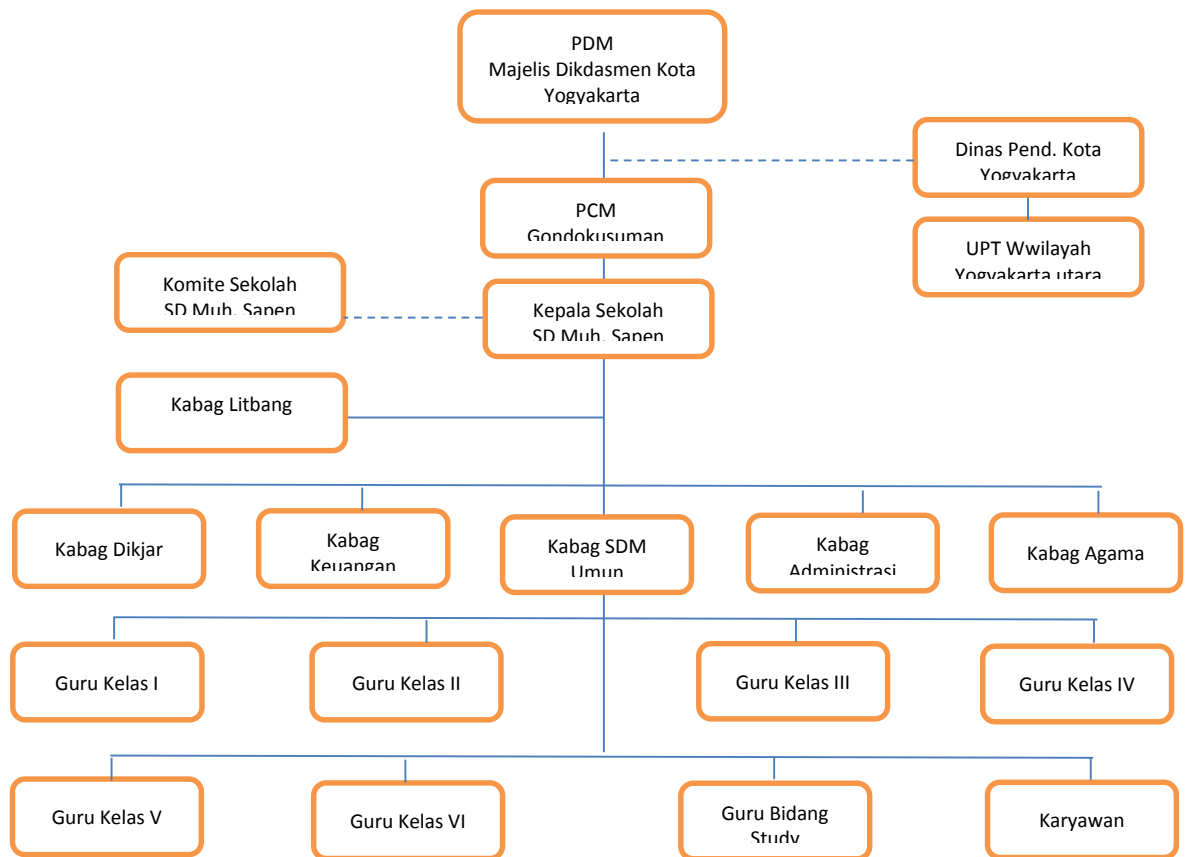 PDM
Majelis Dikdasmen Kota
Yogyakarta
Dinas Pend. Kota
Yogyakarta
PCM
Gondokusuman
UPT Wwilayah
Yogyakarta utara
Komite Sekolah
SD Muh. Sapen
Kepala Sekolah
SD Muh. Sapen
Kabag Litbang
Kabag Dikjar
Kabag
Keuangan
Kabag SDM
Umun
Kabag
Administrasi
Kabag Agama
Guru Kelas I
Guru Kelas II
Guru Kelas III
Guru Kelas IV
Guru Kelas V
Guru Kelas VI
Guru Bidang
Study
Karyawan